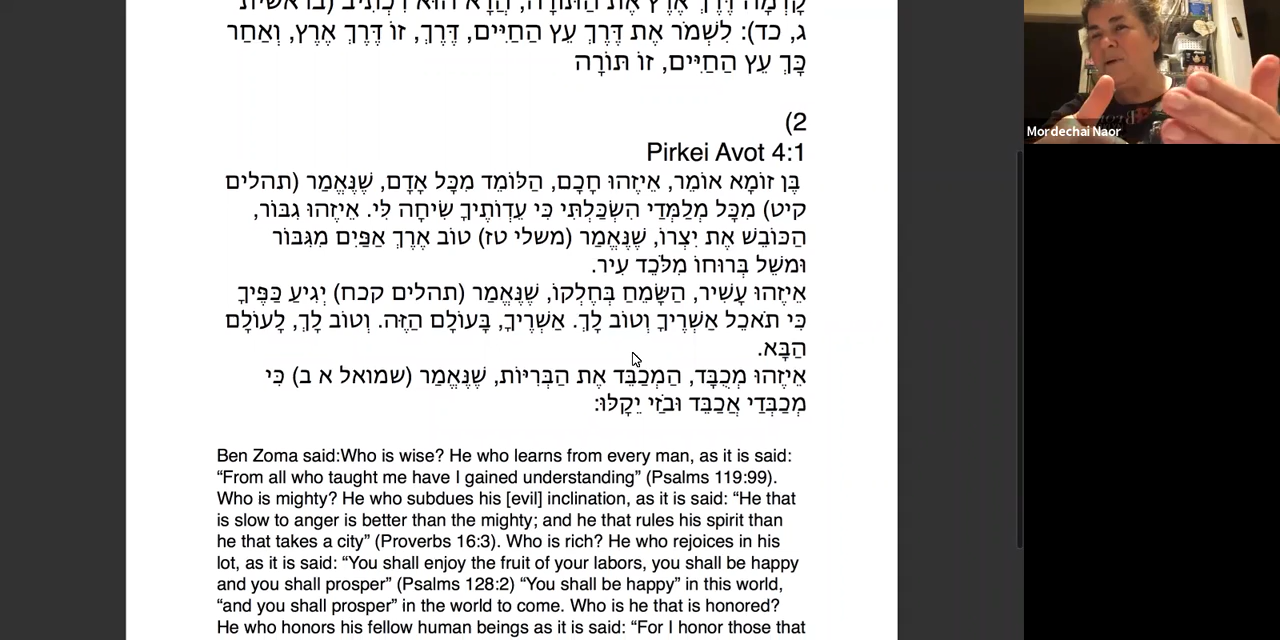 קָדְמָה דֶּרֶךְ אֶרֶץ אֶת הַתּוֹרָה, הֲדָא הוּא דִכְתִיב (בראשית
ג, כד): לִשְׁמֹר אֶת דֶּרֶךְ עֵץ הַחַיִּים, דֶּרֶךְ, זוֹ דֶּרֶךְ אֶרֶץ, וְאַחַר
כָּךְ עֵץ הַחַיִּים, זוֹ תּוֹרָה
(2
Pirkei Avot 4:1
בֶּן זוֹמָא אוֹמֵר, אֵיזֶהוּ חָכָם, הַלּוֹמֵד מִכָּל אָדָם, שֶׁנֶּאֱמַר (תהלים
קיט) מִכָּל מְלַמְּדַי הִשְׂכַּלְתִּי כִּי עֵדְוֹתֶיךָ שִׂיחָה לִּי. אֵיזֶהוּ גִבּוֹר,
הַכּוֹבֵשׁ אֶת יִצְרוֹ, שֶׁנֶּאֱמַר (משלי טז) טוֹב אֶרֶךְ אַפַּיִם מִגִּבּוֹר
וּמשֵׁל בְּרוּחוֹ מִלֹּכֵד עִיר.
אֵיזֶהוּ עָשִׁיר, הַשָּׂמֵחַ בְּחֶלְקוֹ, שֶׁנֶּאֱמַר (תהלים קכח) יְגִיעַ כַּפֶּיךָ
כִּי תֹאכֵל אַשְׁרֶיךָ וְטוֹב לָךְ. אַשְׁרֶיךָ, בָּעוֹלָם הַזֶּה. וְטוֹב לָךְ, לָעוֹלָם
הַבָּא.
אֵיזֶהוּ מְכֻבָּד, הַמְכַבֵּד אֶת הַבְּרִיּוֹת, שֶׁנֶּאֱמַר (שמואל א ב) כִּי
מְכַבְּדַי אֲכַבֵּד וּבֹזַי יֵקָלּוּ:
Ben Zoma said:Who is wise? He who learns from every man, as it is said:
“From all who taught me have I gained understanding” (Psalms 119:99).
Who is mighty? He who subdues his [evil] inclination, as it is said: “He that
is slow to anger is better than the mighty; and he that rules his spirit than
he that takes a city” (Proverbs 16:3). Who is rich? He who rejoices in his
lot, as it is said: “You shall enjoy the fruit of your labors, you shall be happy
and you shall prosper” (Psalms 128:2) “You shall be happy” in this world,
“and you shall prosper” in the world to come. Who is he that is honored?
He who honors his fellow human beings as it is said: “For I honor those that
Mordechai Naor